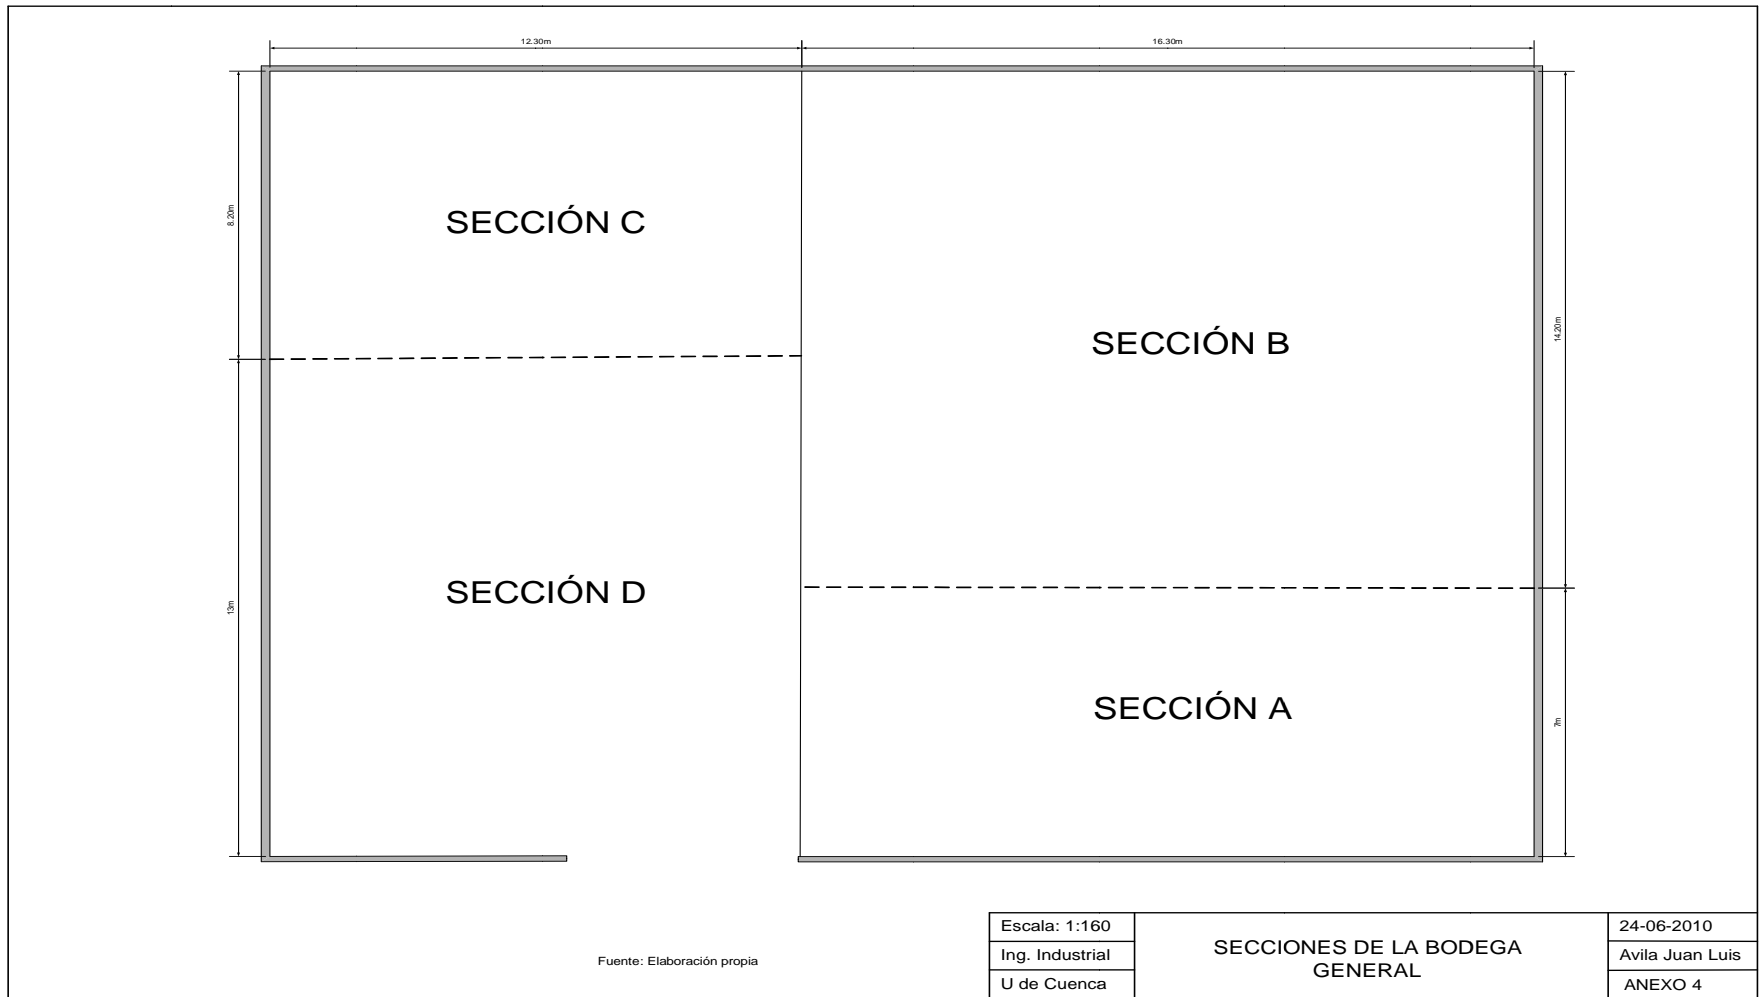 12.30m
16.30m
8.20m
SECCIÓN C
14.20m
SECCIÓN B
13m
SECCIÓN D
SECCIÓN A
7m
Escala: 1:160
Ing. Industrial
U de Cuenca
SECCIONES DE LA BODEGA
GENERAL
24-06-2010
Avila Juan Luis
ANEXO 4
Fuente: Elaboración propia